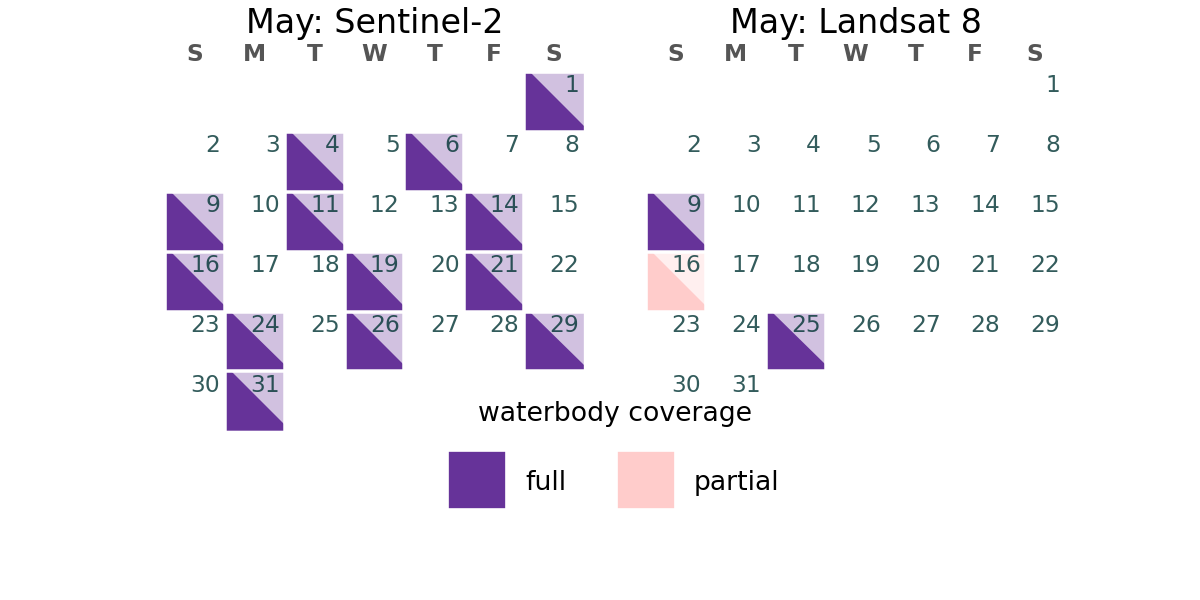 May: Sentinel-2
S M T W T F S
1
2 3 4 5 6 7 8
9 10 11 12 13 14 15
16 17 18 19 20 21 22
23 24 25 26 27 28 29
30 31
May: Landsat 8
S M T W T F S
1
2 3 4 5 6 7 8
9 10 11 12 13 14 15
16 17 18 19 20 21 22
23 24 25 26 27 28 29
30 31
waterbody coverage
full partial